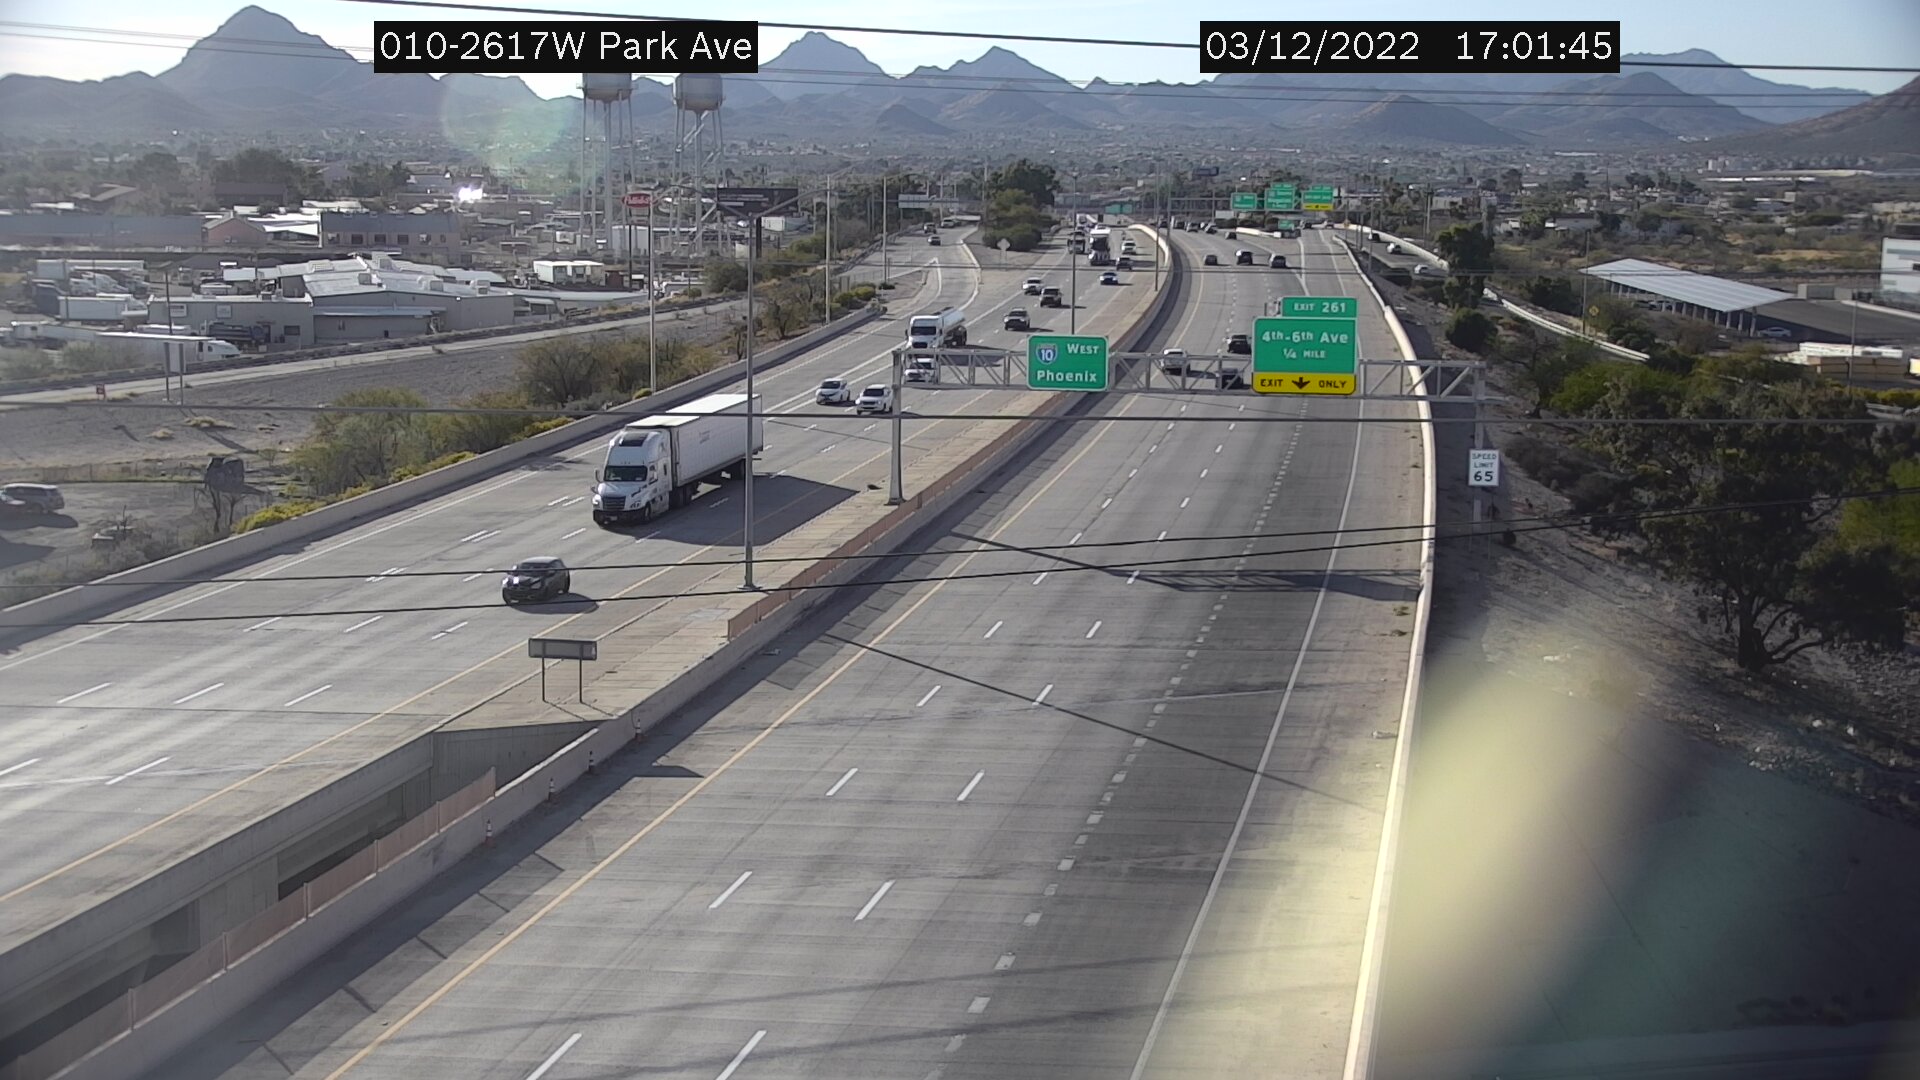 010-2617W Park Ave
03/12/2022 17:01:45
EXIT 261
4th-6th Ave
1/4 MILE
EXIT ONLY
10
WEST
Phoenix
SPEED
LIMIT
65